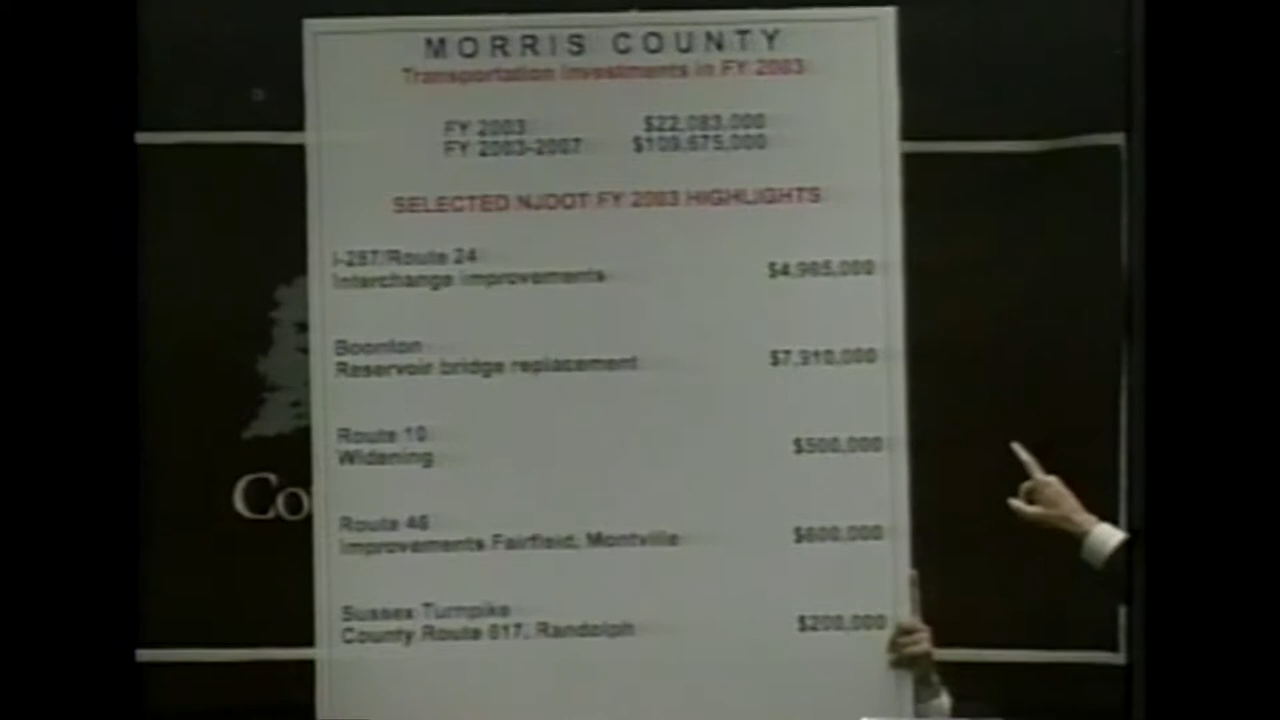 MORRIS COUNTY
Transportation Investments in FY 2003
FY 2003 $22,083,000
FY 2003-2007 $109,675,000
SELECTED NJDOT FY 2003 HIGHLIGHTS
I-287/Route 24
Interchange improvements $4,985,000
Boonton
Reservoir bridge replacement $7,910,000
Route 10
Widening $500,000
Route 46
Improvements Fairfield, Montville $600,000
Sussex Turnpike
County Route 617, Randolph $200,000
Co